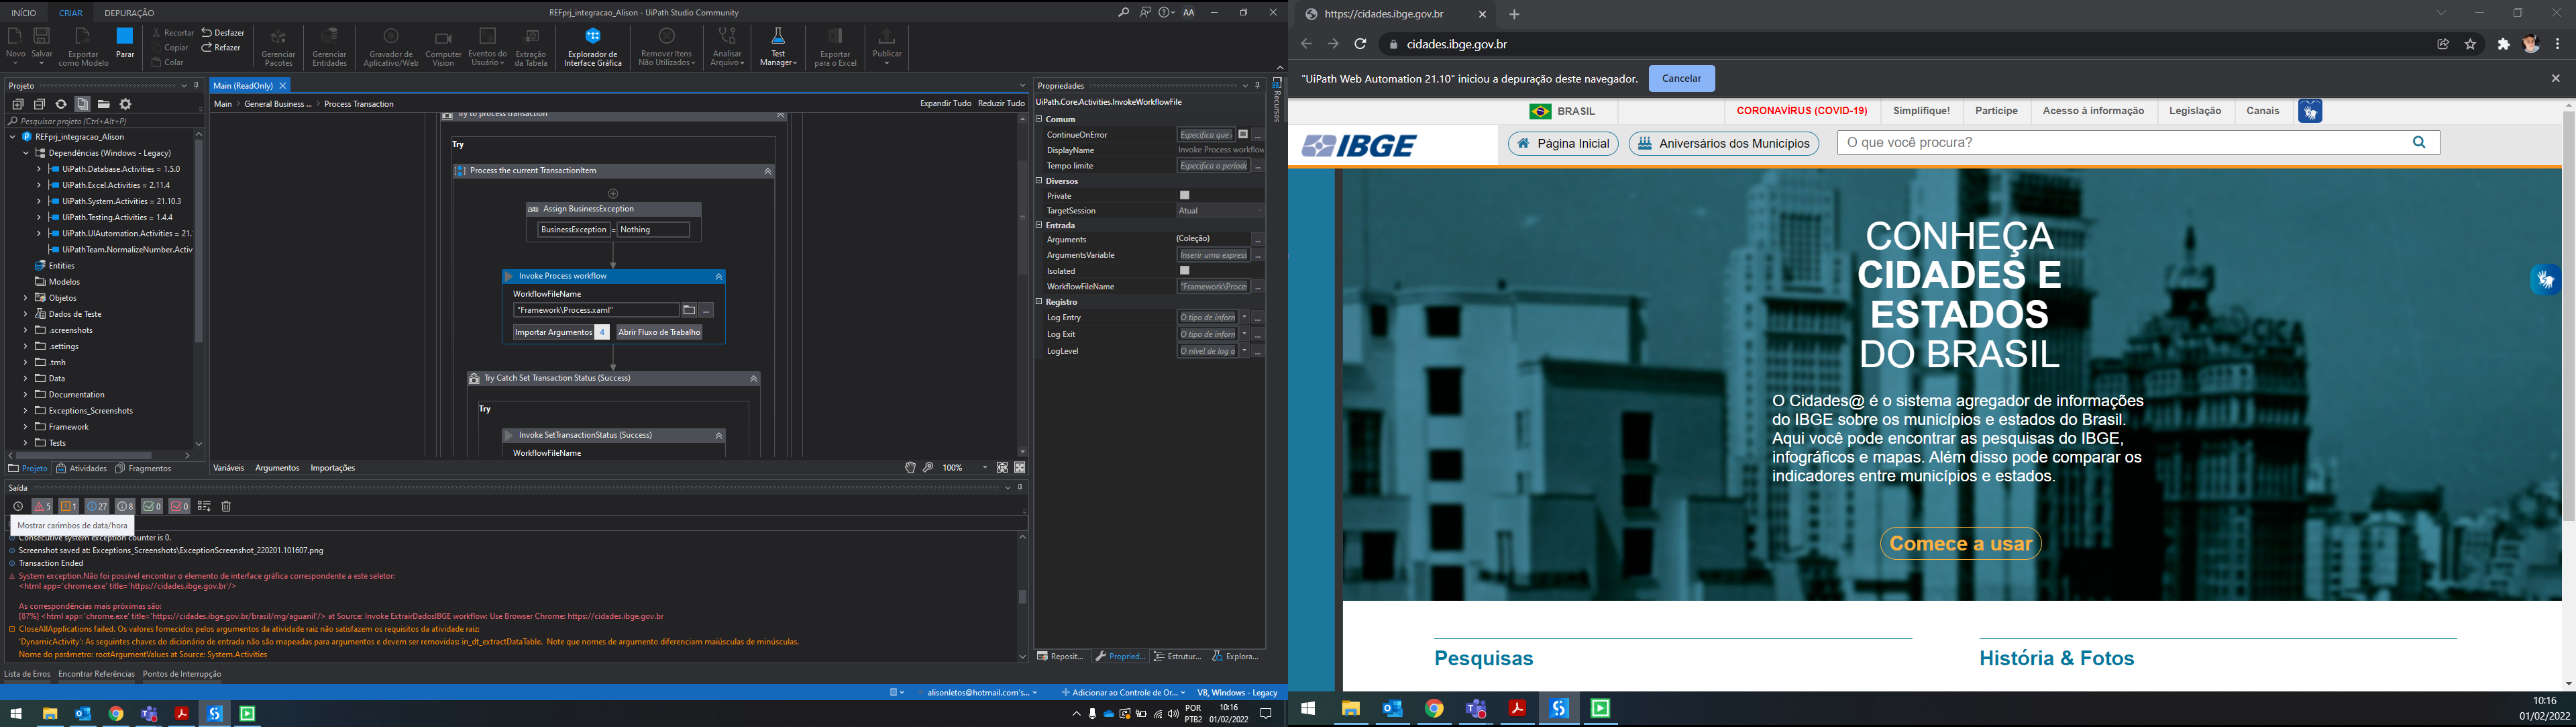 INÍCIO CRIAR DEPURAÇÃO
REFprj_integracao_Alison - UiPath Studio Community
AA
Novo
Salvar
Exportar como Modelo
Parar
Recortar
Copiar
Colar
Desfazer
Refazer
Gerenciar Pacotes
Gerenciar Entidades
Gravador de Aplicativo/Web
Computer Vision
Eventos do Usuário
Extração da Tabela
Explorador de Interface Gráfica
Remover Itens Não Utilizados
Analisar Arquivo
Test Manager
Exportar para o Excel
Publicar
Projeto
Pesquisar projeto (Ctrl+Alt+P)
REFprj_integracao_Alison
Dependências (Windows - Legacy)
UiPath.Database.Activities = 1.5.0
UiPath.Excel.Activities = 2.11.4
UiPath.System.Activities = 21.10.3
UiPath.Testing.Activities = 1.4.4
UiPath.UIAutomation.Activities = 21.
UiPathTeam.NormalizeNumber.Activ
Entities
Modelos
Objetos
Dados de Teste
.screenshots
.settings
.tmh
Data
Documentation
Exceptions_Screenshots
Framework
Tests
Projeto Atividades Fragmentos
Main (ReadOnly)
Main > General Business ... > Process Transaction
Expandir Tudo Reduzir Tudo
Try to process transaction
Try
Process the current TransactionItem
Assign BusinessException
BusinessException = Nothing
Invoke Process workflow
WorkflowFileName
"Framework\Process.xaml"
...
Importar Argumentos 4 Abrir Fluxo de Trabalho
Try Catch Set Transaction Status (Success)
Try
Invoke SetTransactionStatus (Success)
WorkflowFileName
Variáveis Argumentos Importações
100%
Propriedades
Recursos
UiPath.Core.Activities.InvokeWorkflowFile
Comum
ContinueOnError Especifica que
DisplayName Invoke Process workflow
Tempo limite Especifica o período
Diversos
Private
TargetSession Atual
Entrada
Arguments (Coleção)
ArgumentsVariable Inserir uma express
Isolated
WorkflowFileName "Framework\Proces
Registro
Log Entry O tipo de inform
Log Exit O tipo de inform
LogLevel O nível de log a
Reposit... Propried... Estrutur... Explora...
Saída
5 1 27 8 0 0
Mostrar carimbos de data/hora
Consecutive system exception counter is 0.
Screenshot saved at: Exceptions_Screenshots\ExceptionScreenshot_220201.101607.png
Transaction Ended
System exception.Não foi possível encontrar o elemento de interface gráfica correspondente a este seletor:
<html app='chrome.exe' title='https://cidades.ibge.gov.br'/>
As correspondências mais próximas são:
[87%] <html app='chrome.exe' title='https://cidades.ibge.gov.br/brasil/mg/aguanil'/> at Source: Invoke ExtrairDadosIBGE workflow: Use Browser Chrome: https://cidades.ibge.gov.br
CloseAllApplications failed. Os valores fornecidos pelos argumentos da atividade raiz não satisfazem os requisitos da atividade raiz:
'DynamicActivity': As seguintes chaves do dicionário de entrada não são mapeadas para argumentos e devem ser removidas: in_dt_extractDataTable. Note que nomes de argumento diferenciam maiúsculas de minúsculas.
Nome do parâmetro: rootArgumentValues at Source: System.Activities
Lista de Erros Encontrar Referências Pontos de Interrupção
alisonletos@hotmail.com's... Adicionar ao Controle de Or... VB, Windows - Legacy
POR
PTB2
10:16
01/02/2022
https://cidades.ibge.gov.br
cidades.ibge.gov.br
"UiPath Web Automation 21.10" iniciou a depuração deste navegador. Cancelar
BRASIL CORONAVÍRUS (COVID-19) Simplifique! Participe Acesso à informação Legislação Canais
IBGE Página Inicial Aniversários dos Municípios O que você procura?
CONHEÇA
CIDADES E
ESTADOS
DO BRASIL
O Cidades@ é o sistema agregador de informações
do IBGE sobre os municípios e estados do Brasil.
Aqui você pode encontrar as pesquisas do IBGE,
infográficos e mapas. Além disso pode comparar os
indicadores entre municípios e estados.
Comece a usar
Pesquisas História & Fotos
10:16
01/02/2022